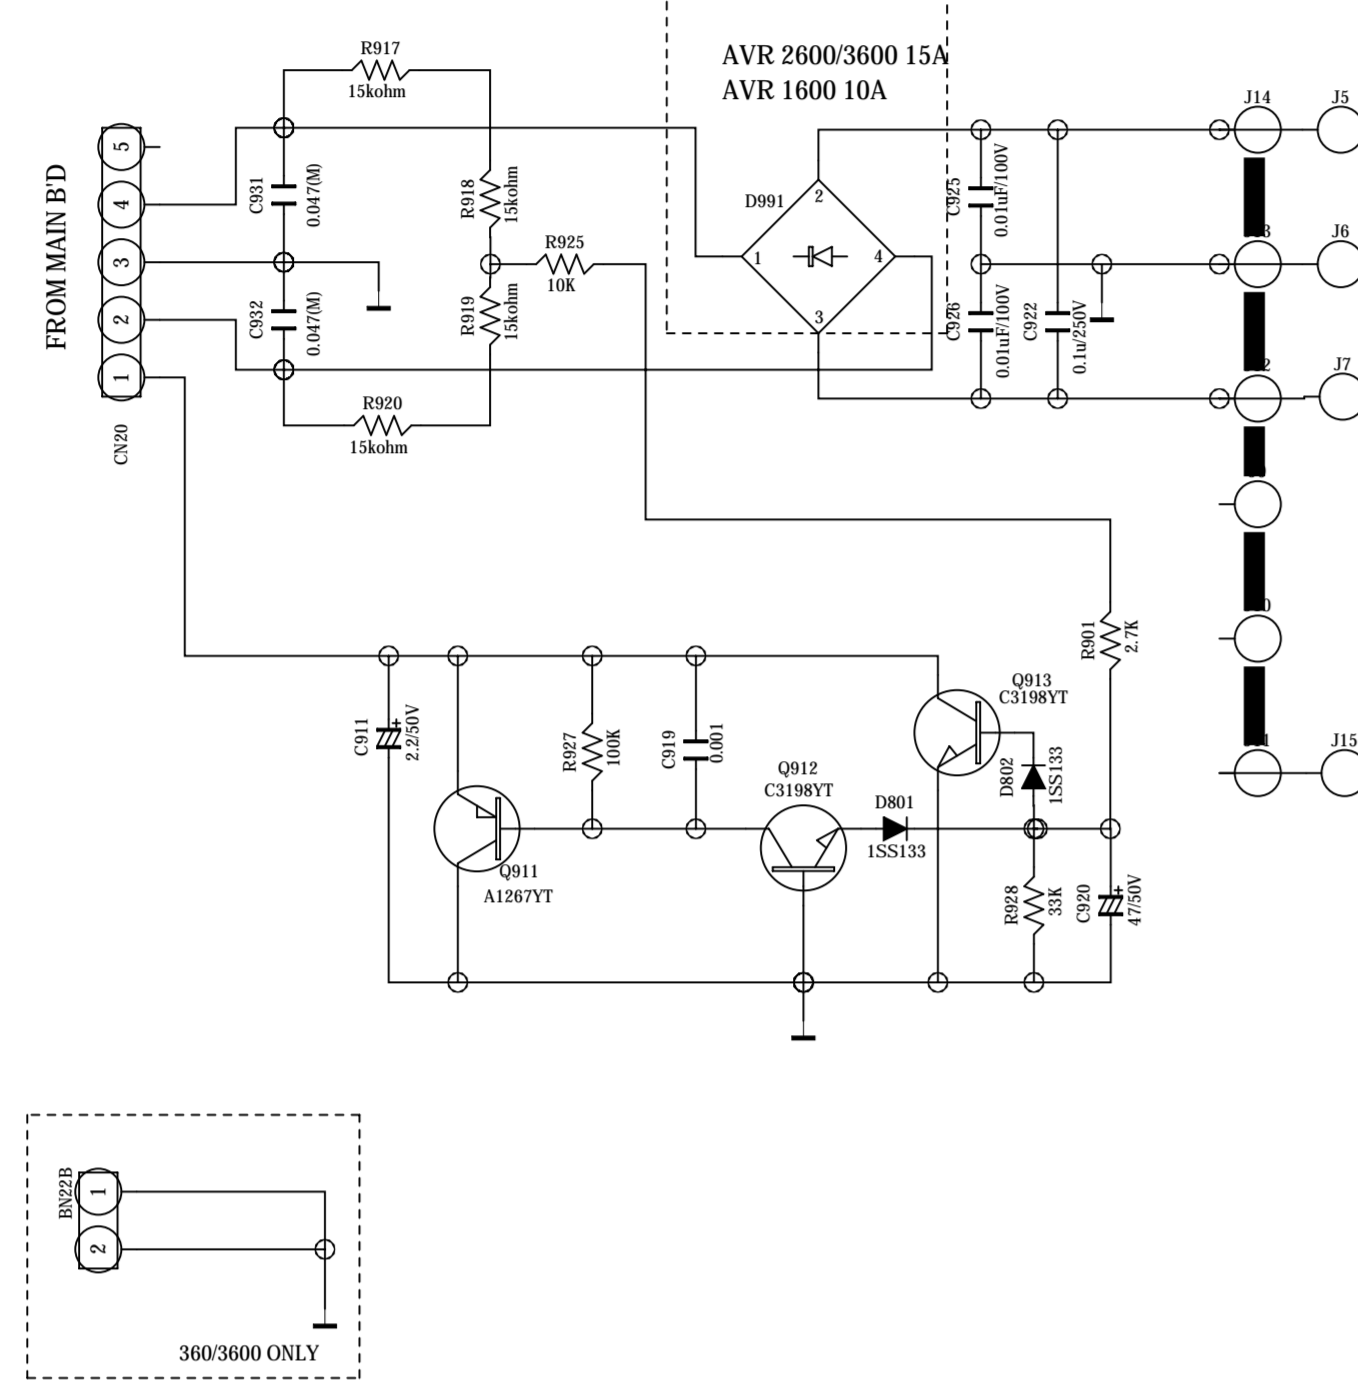 AVR 2600/3600 15A
AVR 1600 10A
R917
15kohm
J14
J5
5
4
3
2
1
FROM MAIN B'D
CN20
C931
0.047(M)
C932
0.047(M)
R918
15kohm
R919
15kohm
R925
10K
R920
15kohm
D991
2
1
4
3
C925
0.01uF/100V
C926
0.01uF/100V
C922
0.1u/250V
J6
J7
R901
2.7K
C911
+
2.2/50V
R927
100K
C919
0.001
Q913
C3198YT
D802
1SS133
Q912
C3198YT
D801
1SS133
J15
Q911
A1267YT
R928
33K
C920
+
47/50V
BN22B
1
2
360/3600 ONLY